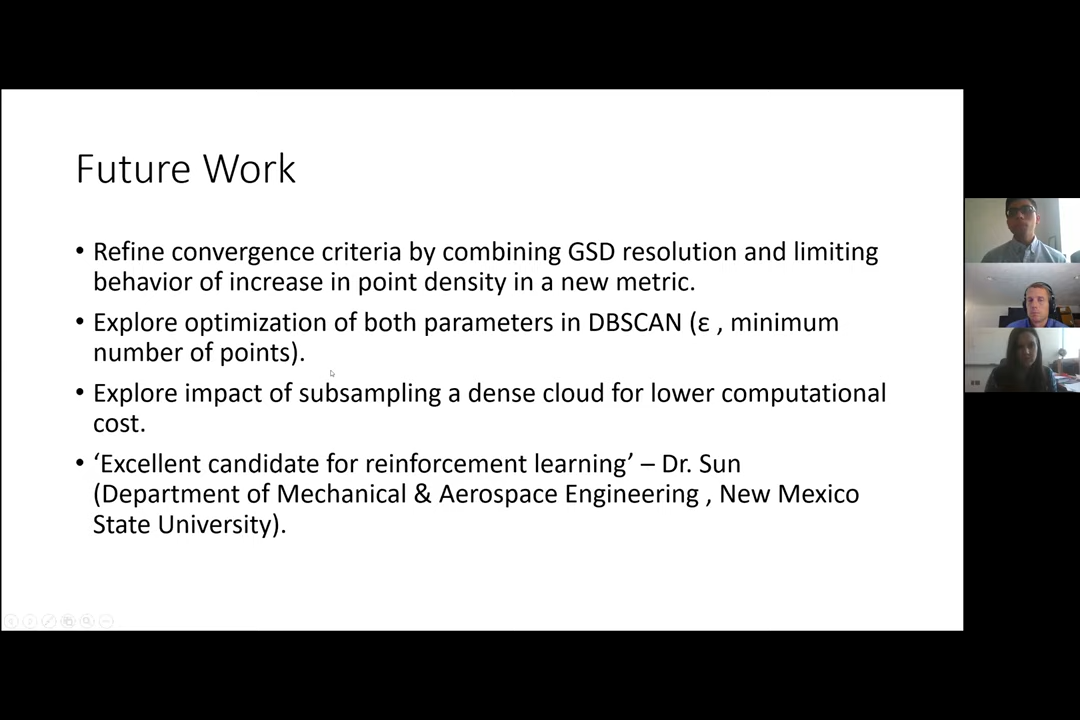 Future Work
• Refine convergence criteria by combining GSD resolution and limiting
behavior of increase in point density in a new metric.
• Explore optimization of both parameters in DBSCAN (ε , minimum
number of points).
• Explore impact of subsampling a dense cloud for lower computational
cost.
• ‘Excellent candidate for reinforcement learning’ – Dr. Sun
(Department of Mechanical & Aerospace Engineering , New Mexico
State University).